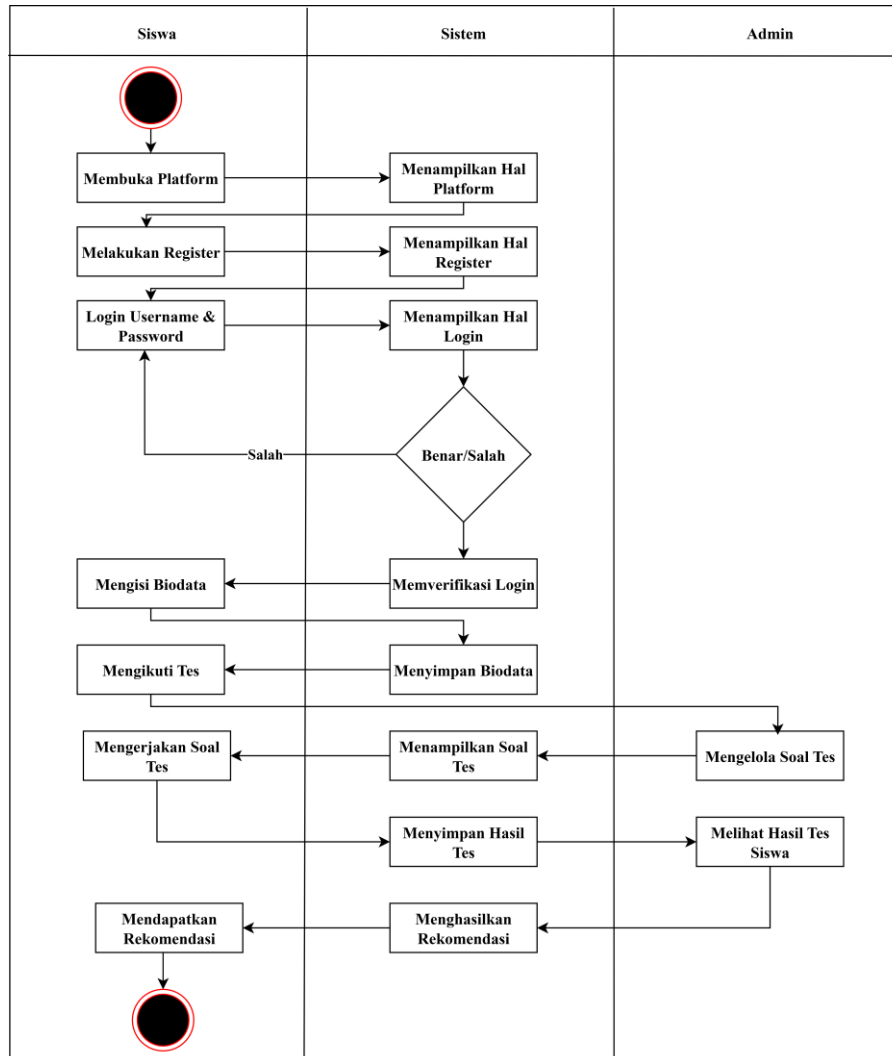 Siswa
Sistem
Admin
Membuka Platform
Menampilkan Hal
Platform
Melakukan Register
Menampilkan Hal
Register
Login Username &
Password
Menampilkan Hal
Login
Salah
Benar/Salah
Mengisi Biodata
Memverifikasi Login
Mengikuti Tes
Menyimpan Biodata
Mengerjakan Soal
Tes
Menampilkan Soal
Tes
Mengelola Soal Tes
Menyimpan Hasil
Tes
Melihat Hasil Tes
Siswa
Mendapatkan
Rekomendasi
Menghasilkan
Rekomendasi